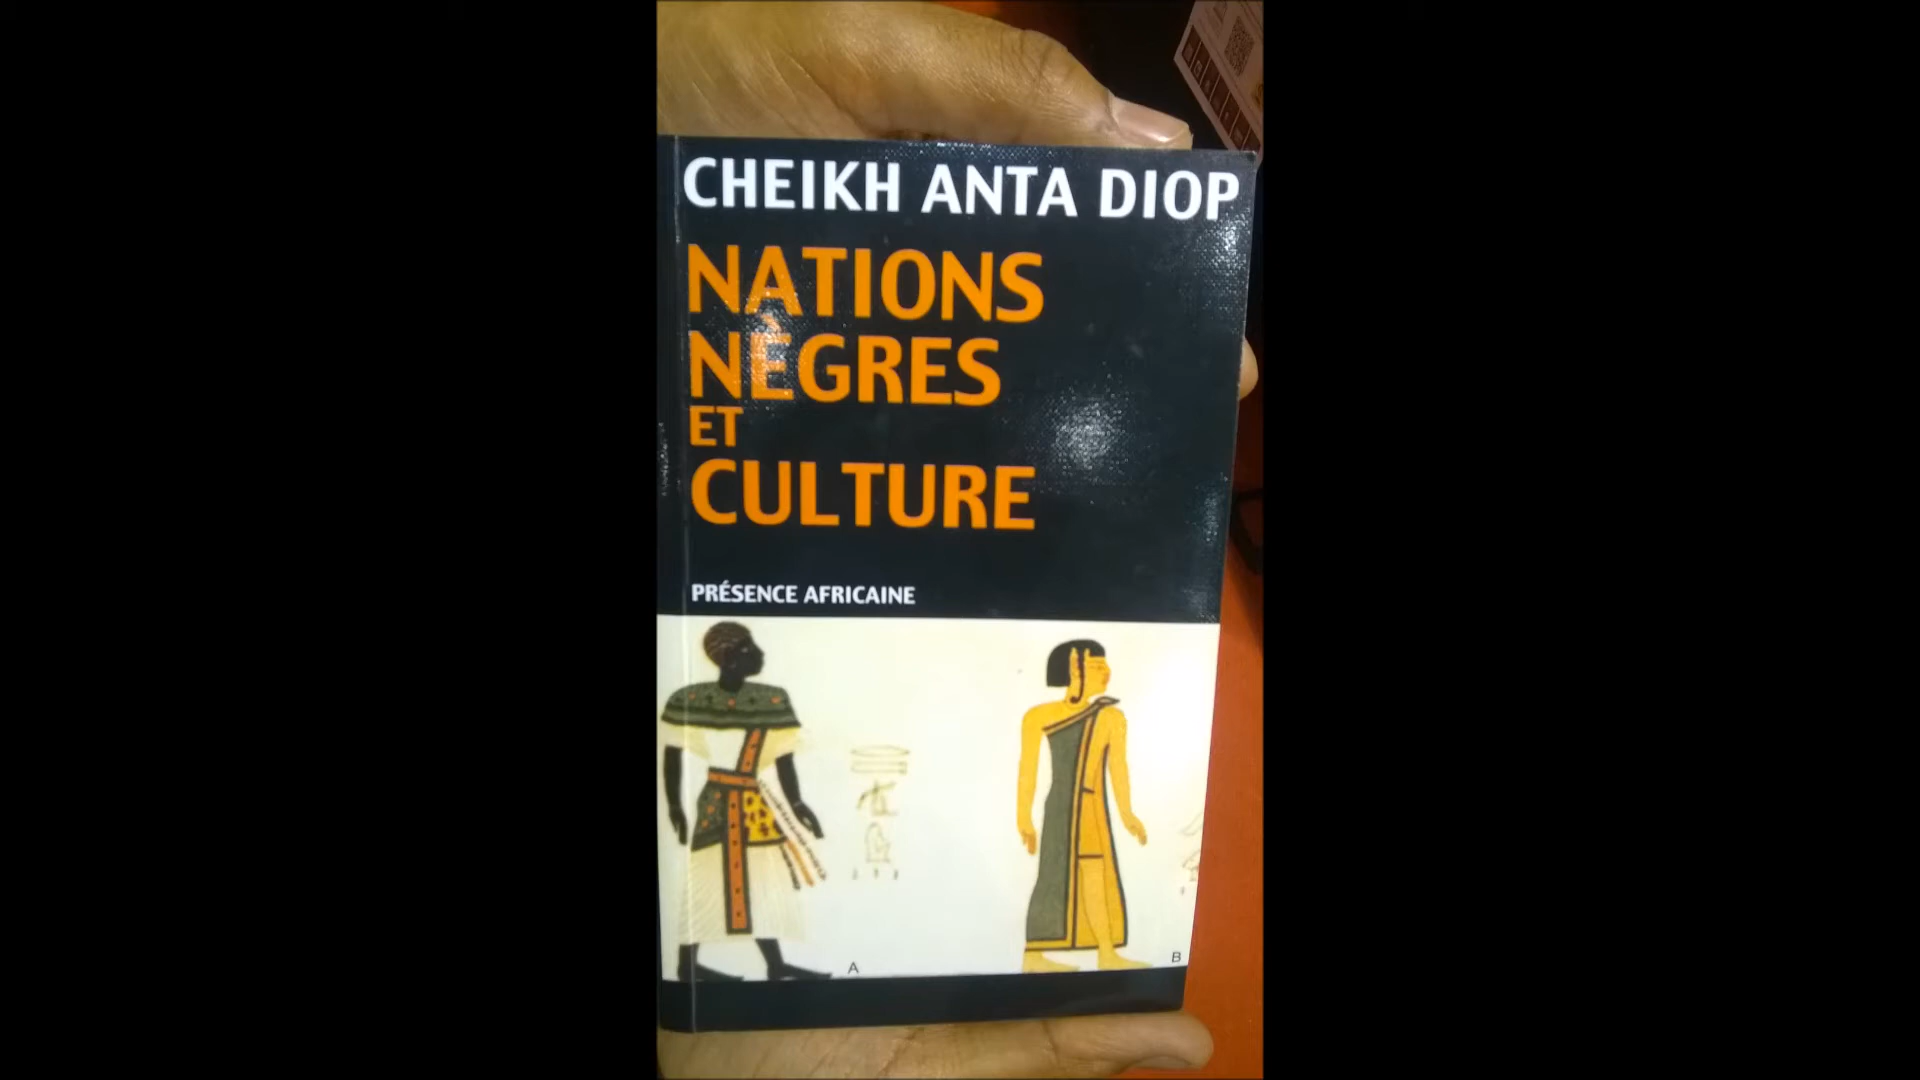 CHEIKH ANTA DIOP
NATIONS
NÈGRES
ET
CULTURE
PRÉSENCE AFRICAINE
A
B